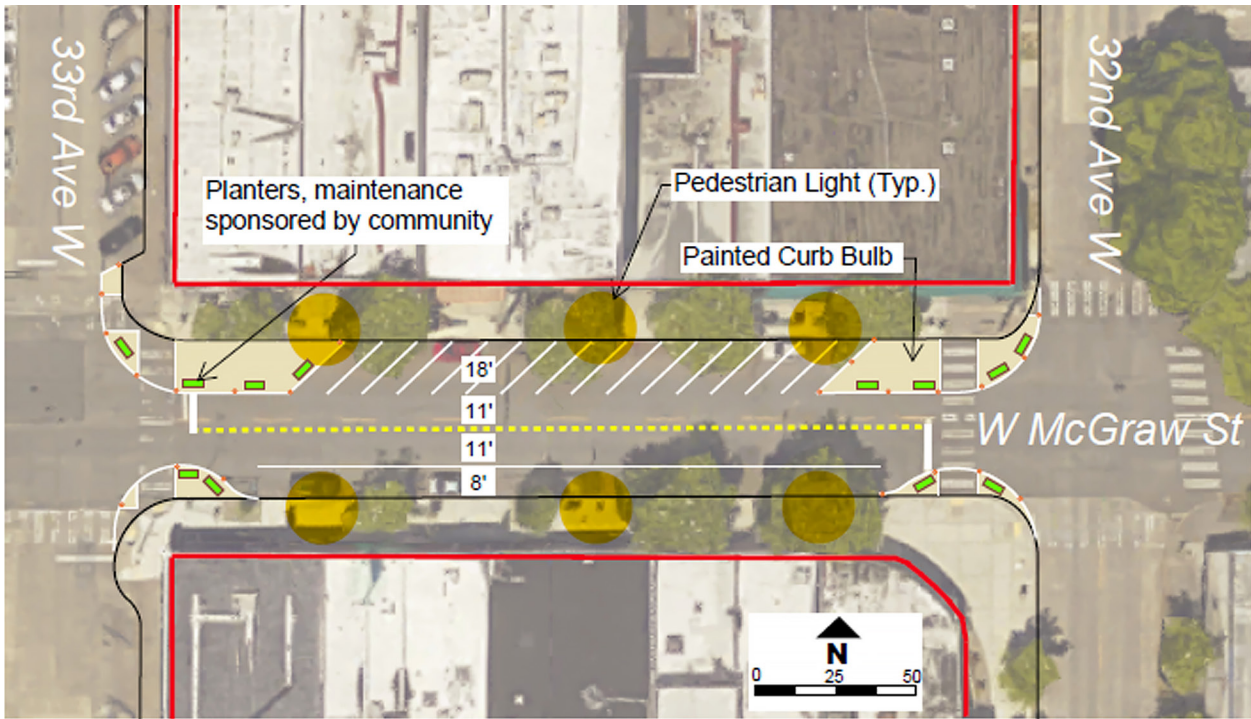 33rd Ave W
32nd Ave W
Planters, maintenance
sponsored by community
Pedestrian Light (Typ.)
Painted Curb Bulb
18'
11'
11'
8'
W McGraw St
N
0 25 50